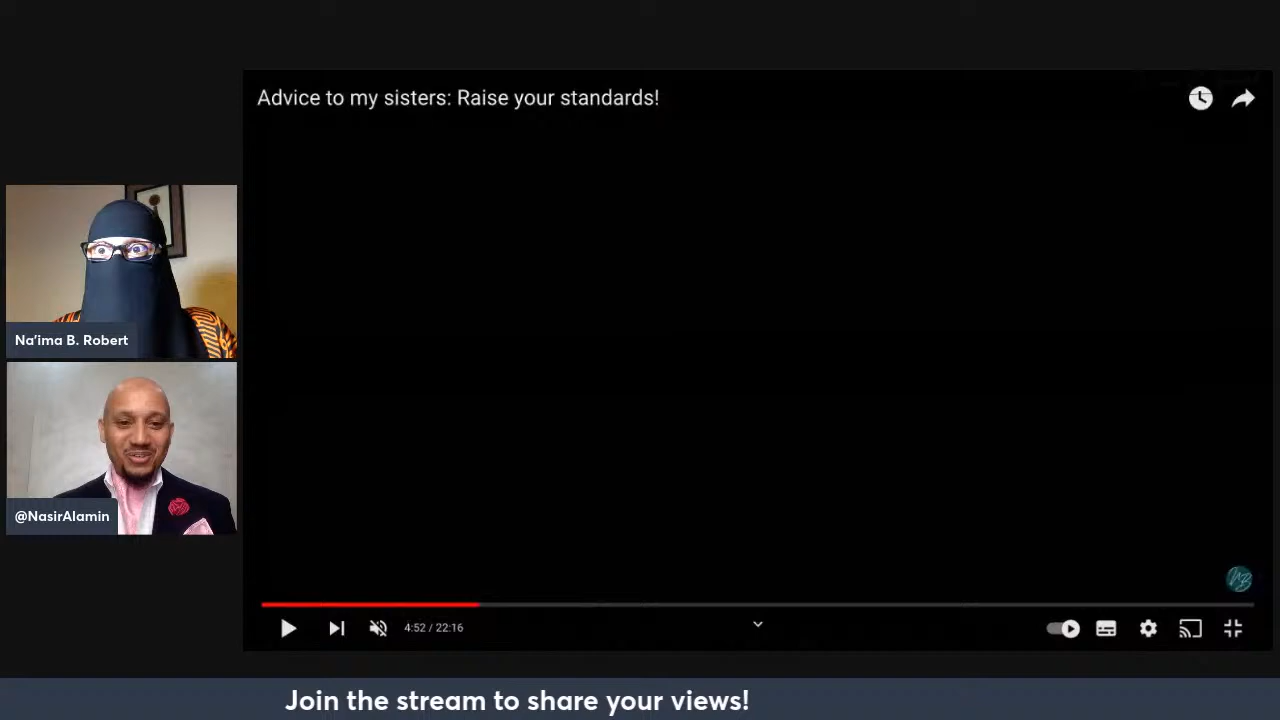 Advice to my sisters: Raise your standards!
Na'ima B. Robert
@NasirAlamin
NB
4:52 / 22:16
Join the stream to share your views!